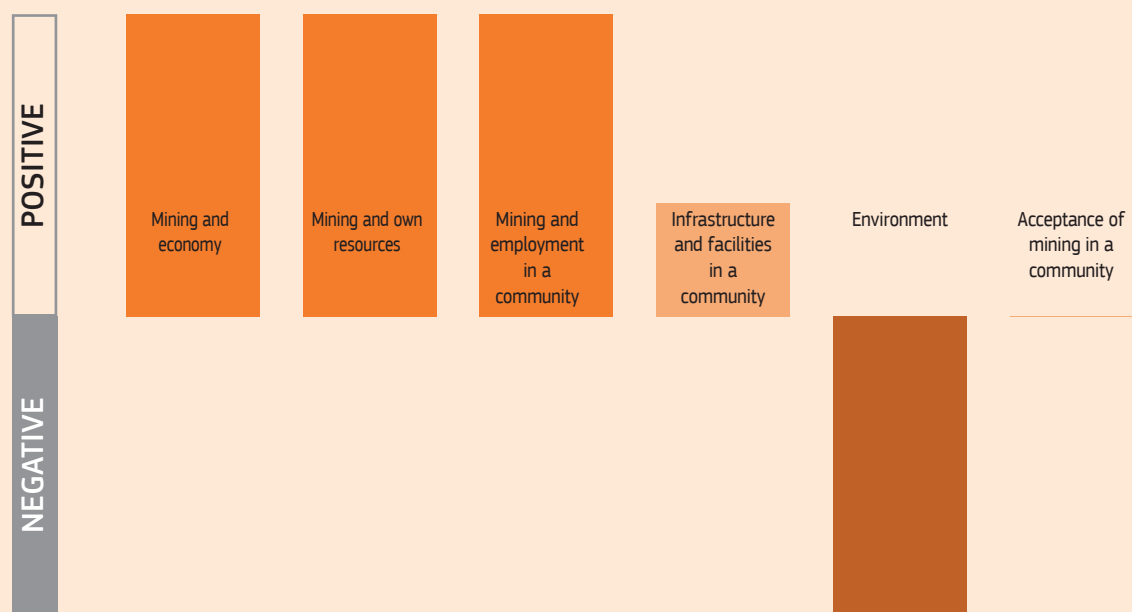 POSITIVE
Mining and
economy
Mining and own
resources
Mining and
employment
in a
community
Infrastructure
and facilities
in a
community
Environment
Acceptance of
mining in a
community
NEGATIVE